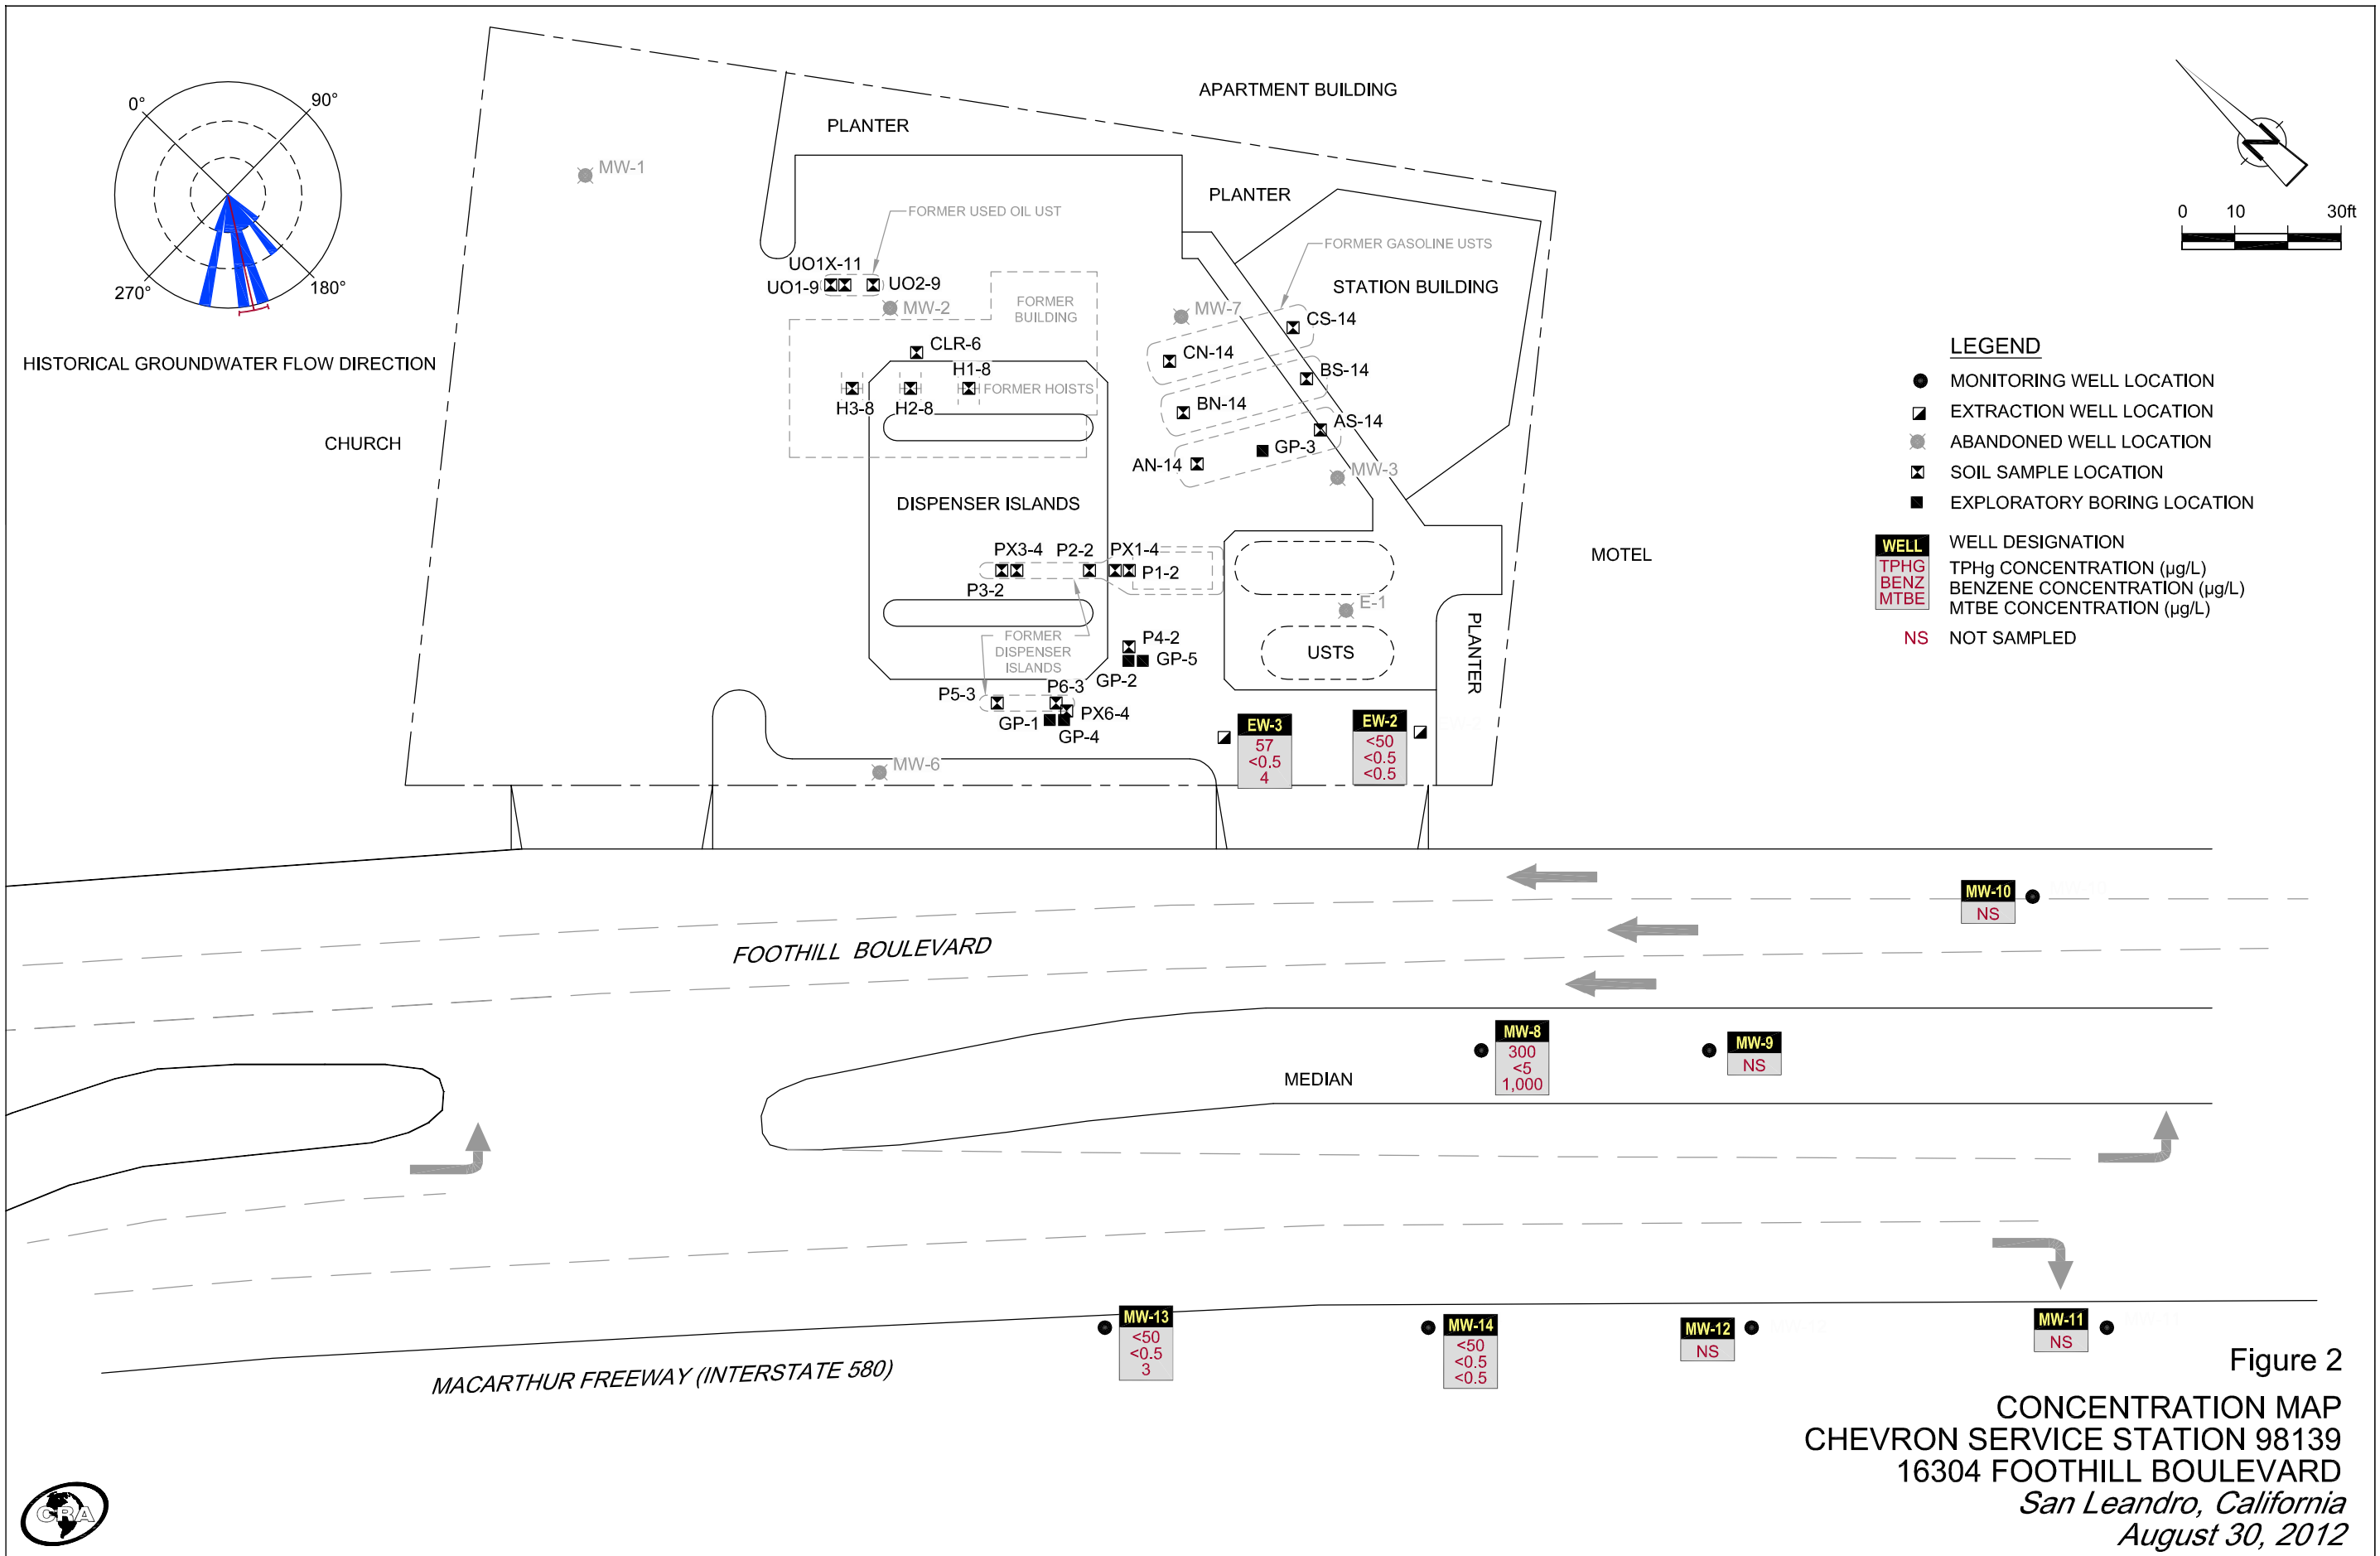 APARTMENT BUILDING
0°
90°
270°
180°
HISTORICAL GROUNDWATER FLOW DIRECTION
N
0 10 30ft
PLANTER
MW-1
PLANTER
FORMER USED OIL UST
FORMER GASOLINE USTS
UO1X-11
UO1-9
UO2-9
MW-2
FORMER
BUILDING
MW-7
STATION BUILDING
CS-14
CLR-6
CN-14
H1-8
FORMER HOISTS
BS-14
H3-8
H2-8
BN-14
AS-14
CHURCH
GP-3
AN-14
MW-3
DISPENSER ISLANDS
PX3-4
P2-2
PX1-4
MOTEL
P1-2
P3-2
E-1
FORMER
DISPENSER
ISLANDS
P4-2
GP-5
USTS
PLANTER
GP-2
P5-3
P6-3
PX6-4
GP-1
GP-4
MW-6
EW-3
57
<0.5
4
EW-2
<50
<0.5
<0.5
LEGEND
MONITORING WELL LOCATION
EXTRACTION WELL LOCATION
ABANDONED WELL LOCATION
SOIL SAMPLE LOCATION
EXPLORATORY BORING LOCATION
WELL
WELL DESIGNATION
TPHG
TPHg CONCENTRATION (µg/L)
BENZ
BENZENE CONCENTRATION (µg/L)
MTBE
MTBE CONCENTRATION (µg/L)
NS
NOT SAMPLED
MW-10
NS
FOOTHILL BOULEVARD
MW-8
300
<5
1,000
MW-9
NS
MEDIAN
MW-13
<50
<0.5
3
MW-14
<50
<0.5
<0.5
MW-12
NS
MW-11
NS
MACARTHUR FREEWAY (INTERSTATE 580)
Figure 2
CONCENTRATION MAP
CHEVRON SERVICE STATION 98139
16304 FOOTHILL BOULEVARD
San Leandro, California
August 30, 2012
CRA